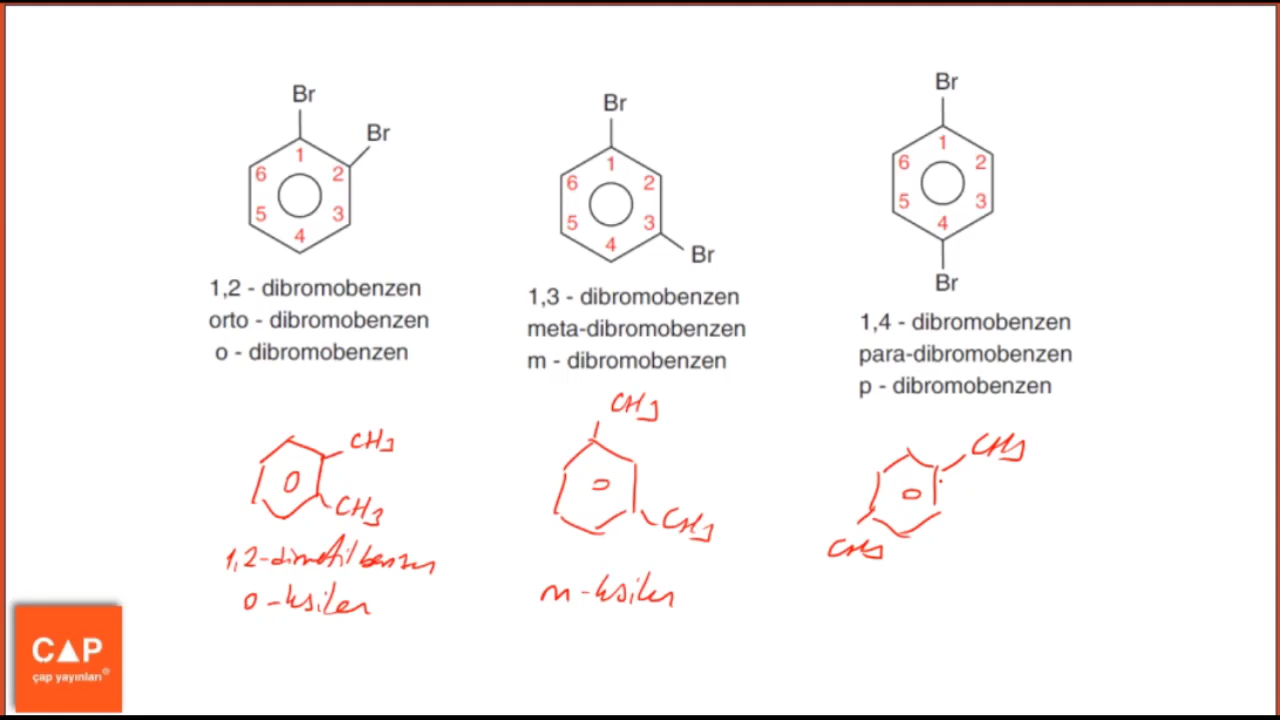 Br
Br
1
2
3
4
5
6
1,2 - dibromobenzen
orto - dibromobenzen
o - dibromobenzen
Br
1
2
3
4
5
6
Br
1,3 - dibromobenzen
meta-dibromobenzen
m - dibromobenzen
Br
1
2
3
4
5
6
Br
1,4 - dibromobenzen
para-dibromobenzen
p - dibromobenzen
CH3
CH3
1,2-dimetilbenzen
o-ksilen
CH3
CH3
m-ksilen
CH3
CH3
ÇAP
çap yayınları®